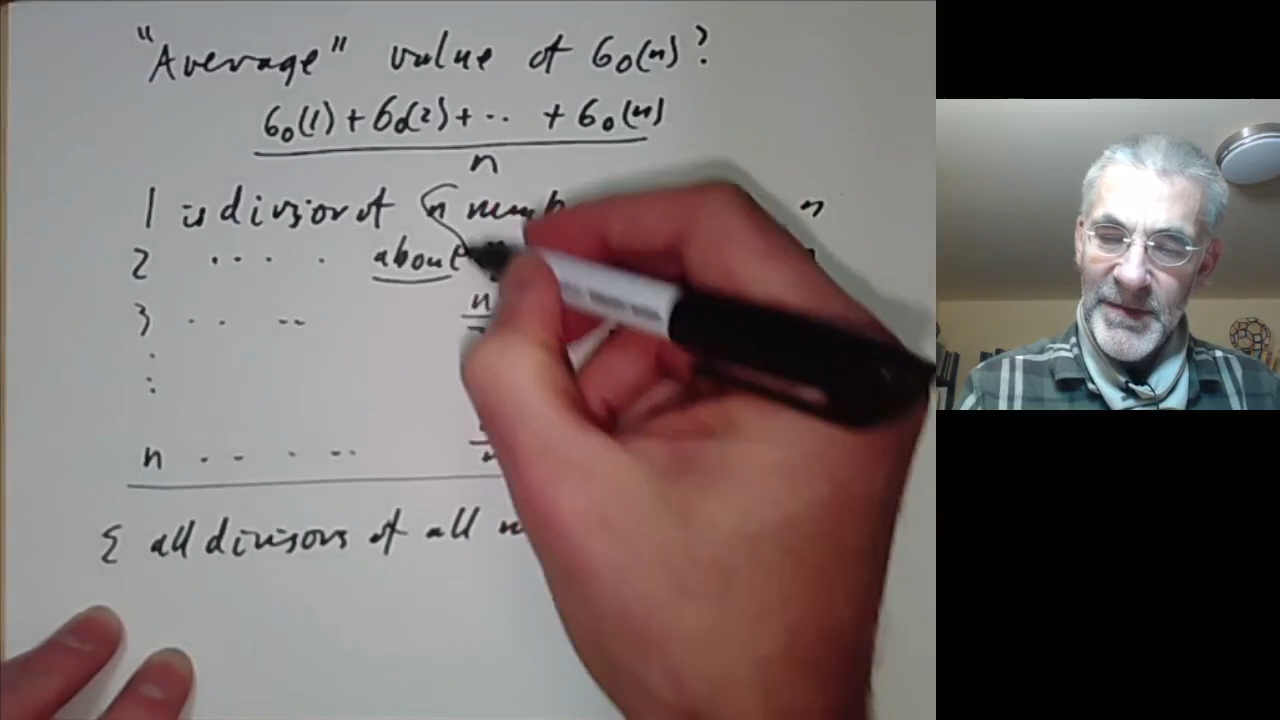 "Average" value of σ₀(n)?
σ₀(1) + σ₀(2) + ·· + σ₀(n)
n
1 is divisor of n n
2 ···· about
3 ·· ·· n
:
n ·· · ··
Σ all divisors of all